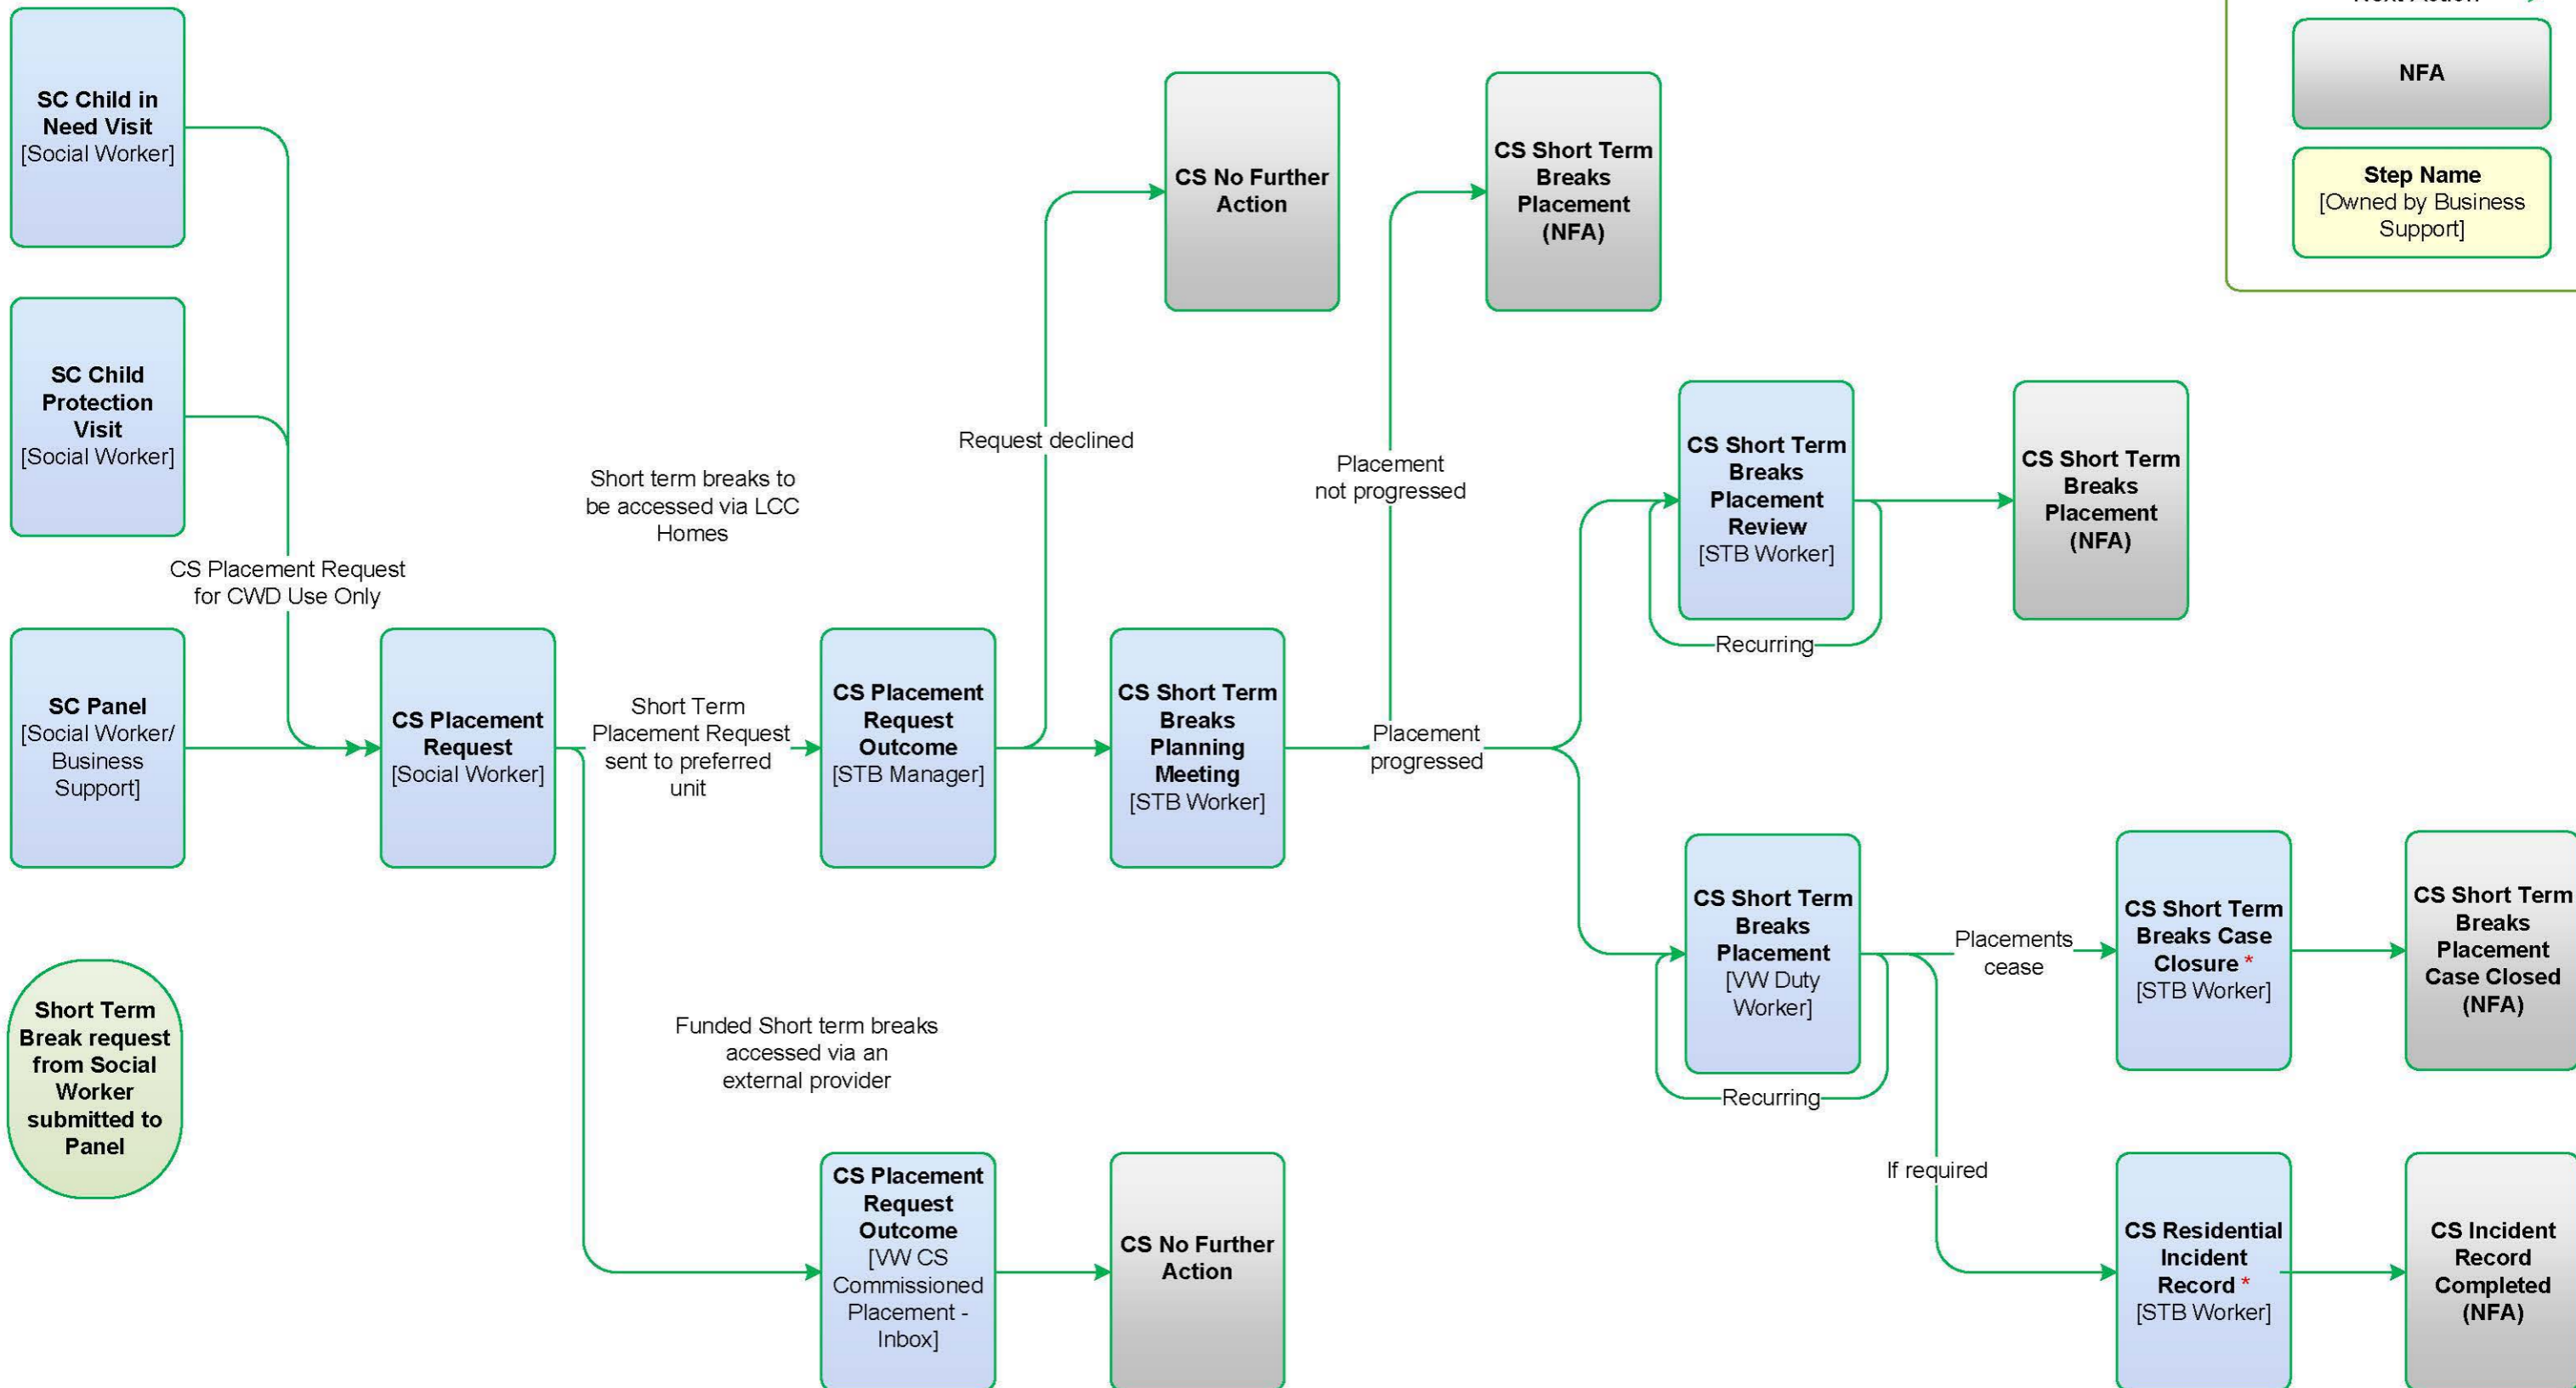 Next Action
NFA
Step Name
[Owned by Business
Support]
SC Child in
Need Visit
[Social Worker]
CS No Further
Action
CS Short Term
Breaks
Placement
(NFA)
SC Child
Protection
Visit
[Social Worker]
Request declined
Short term breaks to
be accessed via LCC
Homes
Placement
not progressed
CS Short Term
Breaks
Placement
Review
[STB Worker]
Recurring
CS Short Term
Breaks
Placement
(NFA)
CS Placement Request
for CWD Use Only
SC Panel
[Social Worker/
Business
Support]
CS Placement
Request
[Social Worker]
Short Term
Placement Request
sent to preferred
unit
CS Placement
Request
Outcome
[STB Manager]
CS Short Term
Breaks
Planning
Meeting
[STB Worker]
Placement
progressed
CS Short Term
Breaks
Placement
[VW Duty
Worker]
Recurring
Placements
cease
CS Short Term
Breaks Case
Closure *
[STB Worker]
CS Short Term
Breaks
Placement
Case Closed
(NFA)
Short Term
Break request
from Social
Worker
submitted to
Panel
Funded Short term breaks
accessed via an
external provider
CS Placement
Request
Outcome
[VW CS
Commissioned
Placement -
Inbox]
CS No Further
Action
If required
CS Residential
Incident
Record *
[STB Worker]
CS Incident
Record
Completed
(NFA)